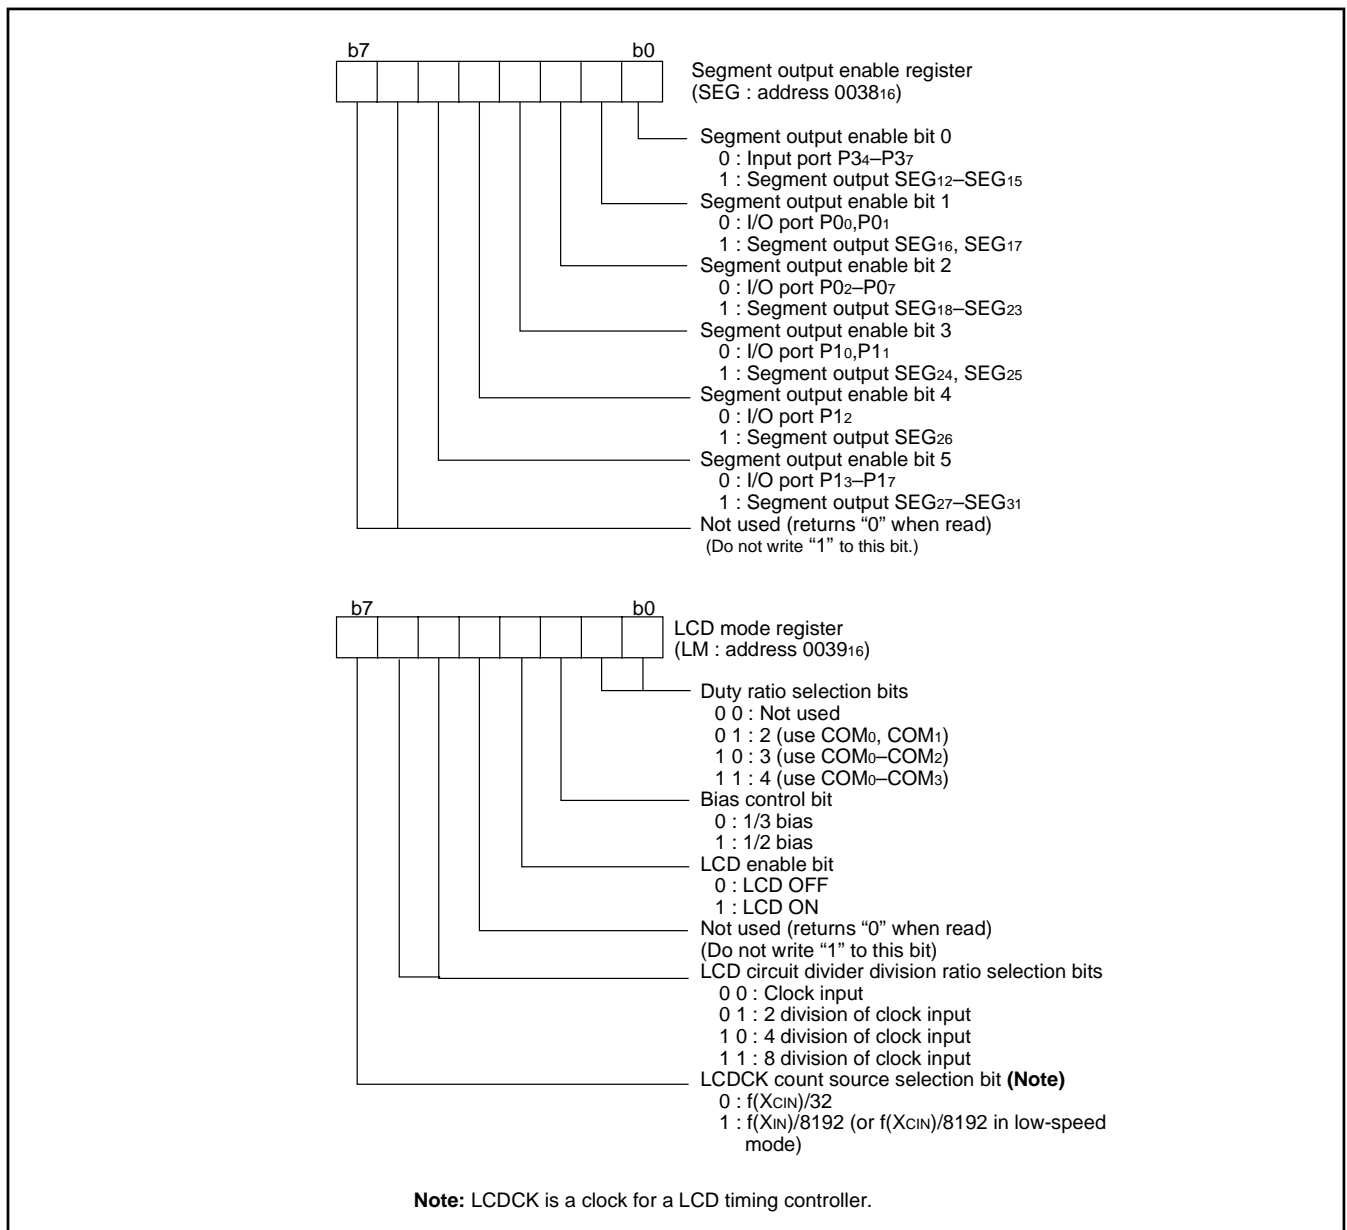 b7 b0
Segment output enable register
(SEG : address 003816)
Segment output enable bit 0
0 : Input port P34–P37
1 : Segment output SEG12–SEG15
Segment output enable bit 1
0 : I/O port P00,P01
1 : Segment output SEG16, SEG17
Segment output enable bit 2
0 : I/O port P02–P07
1 : Segment output SEG18–SEG23
Segment output enable bit 3
0 : I/O port P10,P11
1 : Segment output SEG24, SEG25
Segment output enable bit 4
0 : I/O port P12
1 : Segment output SEG26
Segment output enable bit 5
0 : I/O port P13–P17
1 : Segment output SEG27–SEG31
Not used (returns “0” when read)
(Do not write “1” to this bit.)
b7 b0
LCD mode register
(LM : address 003916)
Duty ratio selection bits
0 0 : Not used
0 1 : 2 (use COM0, COM1)
1 0 : 3 (use COM0–COM2)
1 1 : 4 (use COM0–COM3)
Bias control bit
0 : 1/3 bias
1 : 1/2 bias
LCD enable bit
0 : LCD OFF
1 : LCD ON
Not used (returns “0” when read)
(Do not write “1” to this bit)
LCD circuit divider division ratio selection bits
0 0 : Clock input
0 1 : 2 division of clock input
1 0 : 4 division of clock input
1 1 : 8 division of clock input
LCDCK count source selection bit (Note)
0 : f(XCIN)/32
1 : f(XIN)/8192 (or f(XCIN)/8192 in low-speed
mode)
Note: LCDCK is a clock for a LCD timing controller.